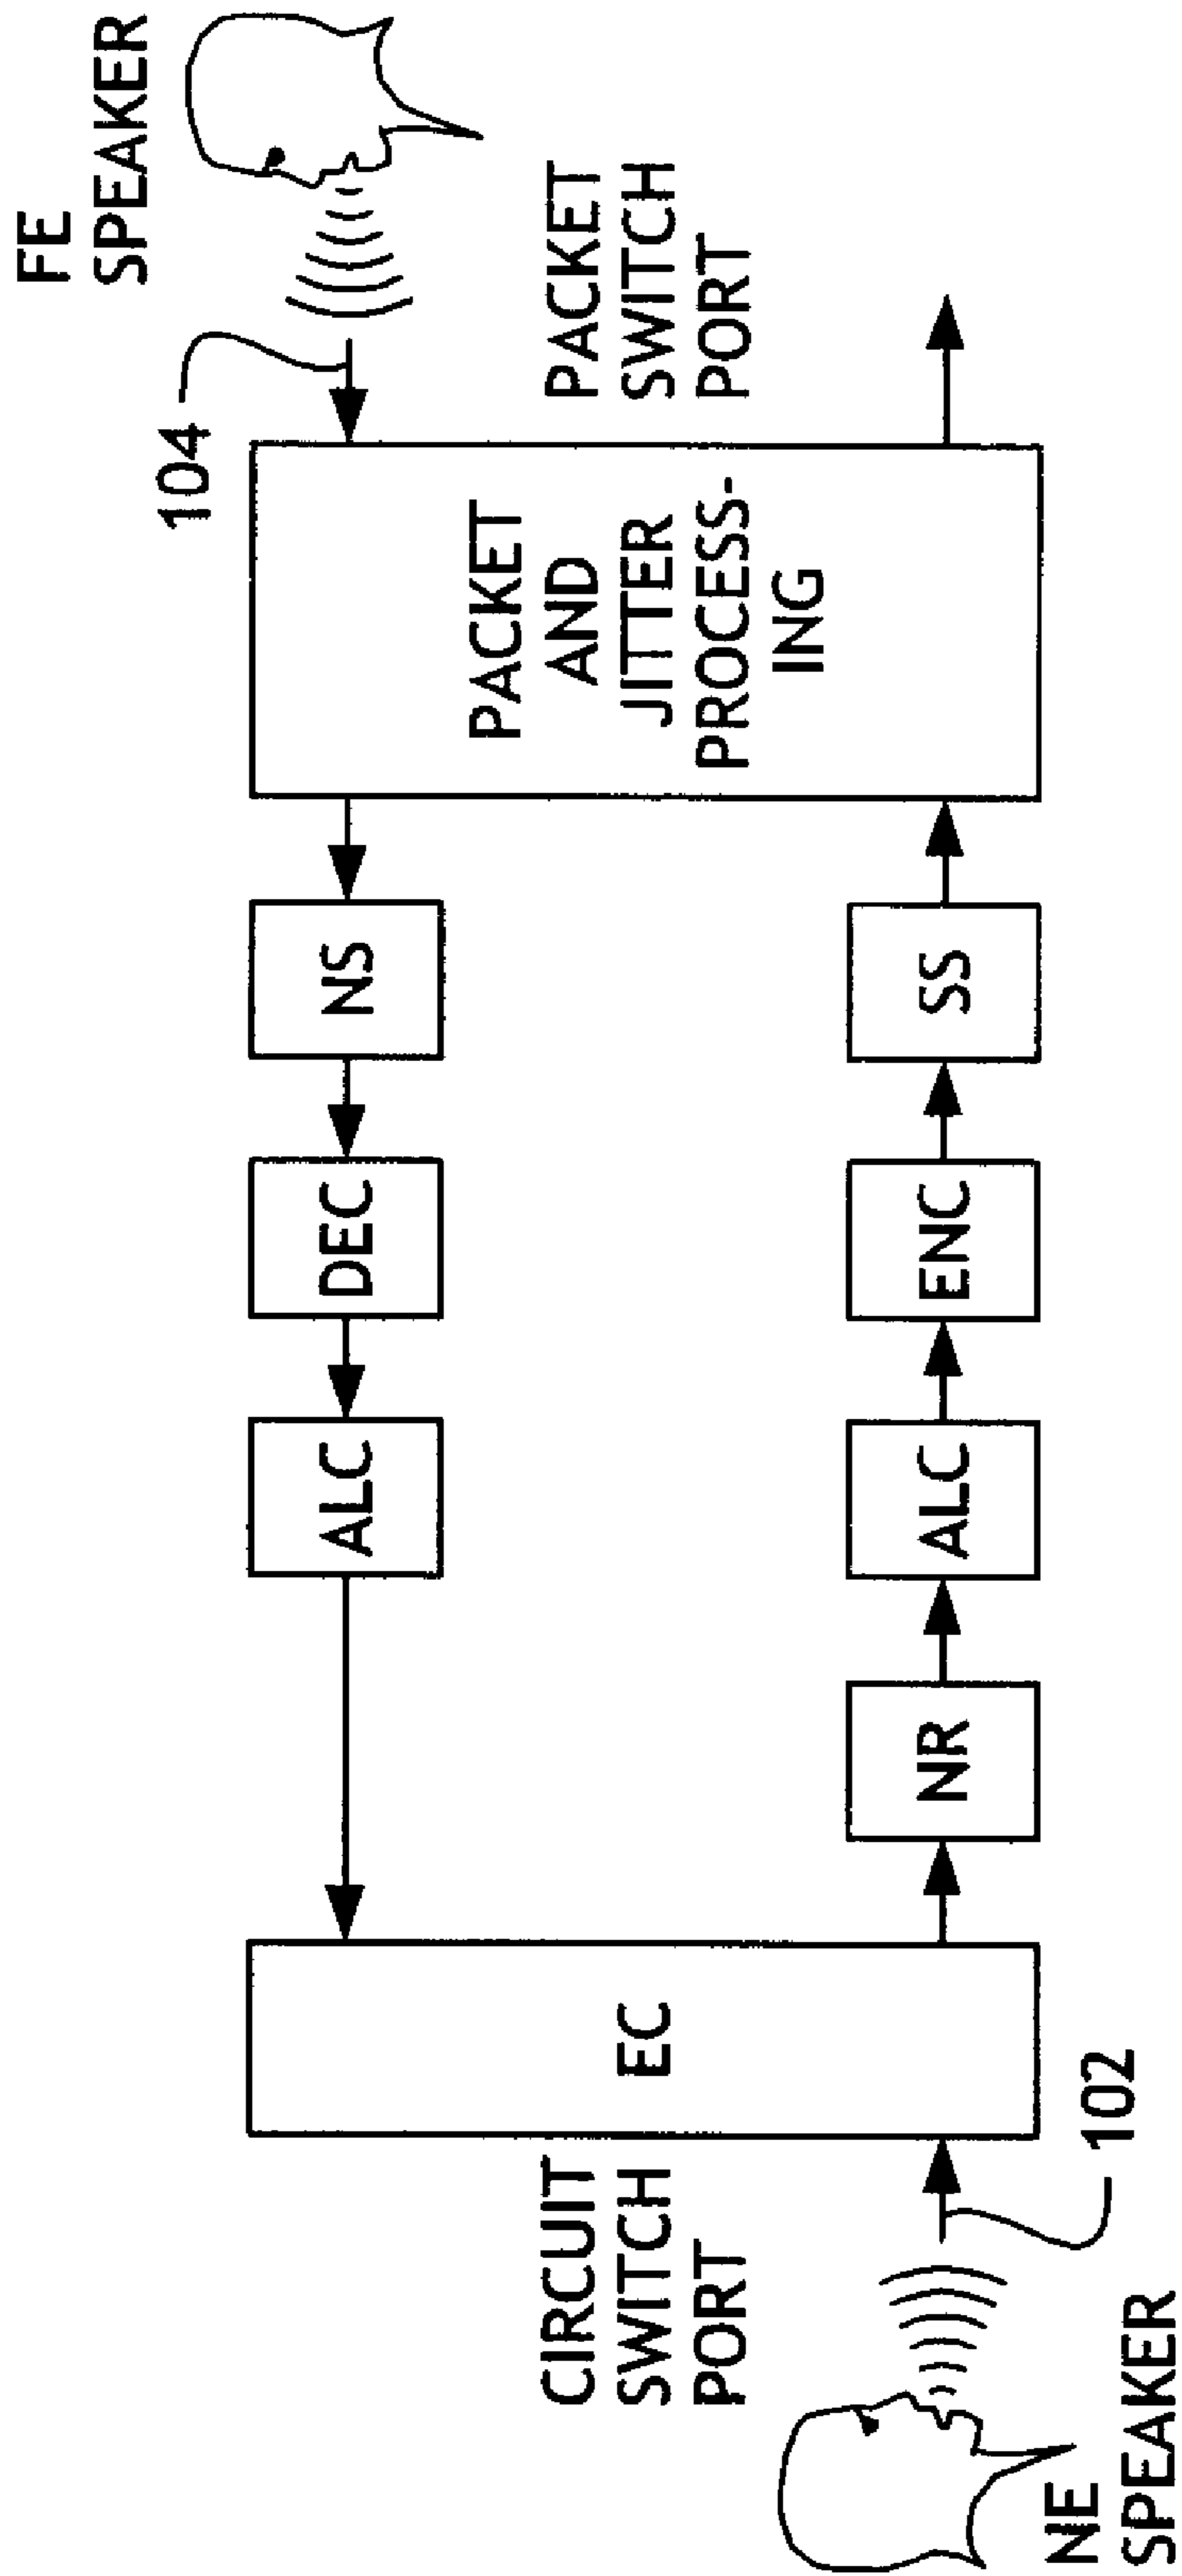 FE
SPEAKER
104
PACKET
SWITCH
PORT
PACKET
AND
JITTER
PROCESS-
ING
NS
DEC
ALC
EC
CIRCUIT
SWITCH
PORT
NR
ALC
ENC
SS
102
NE
SPEAKER